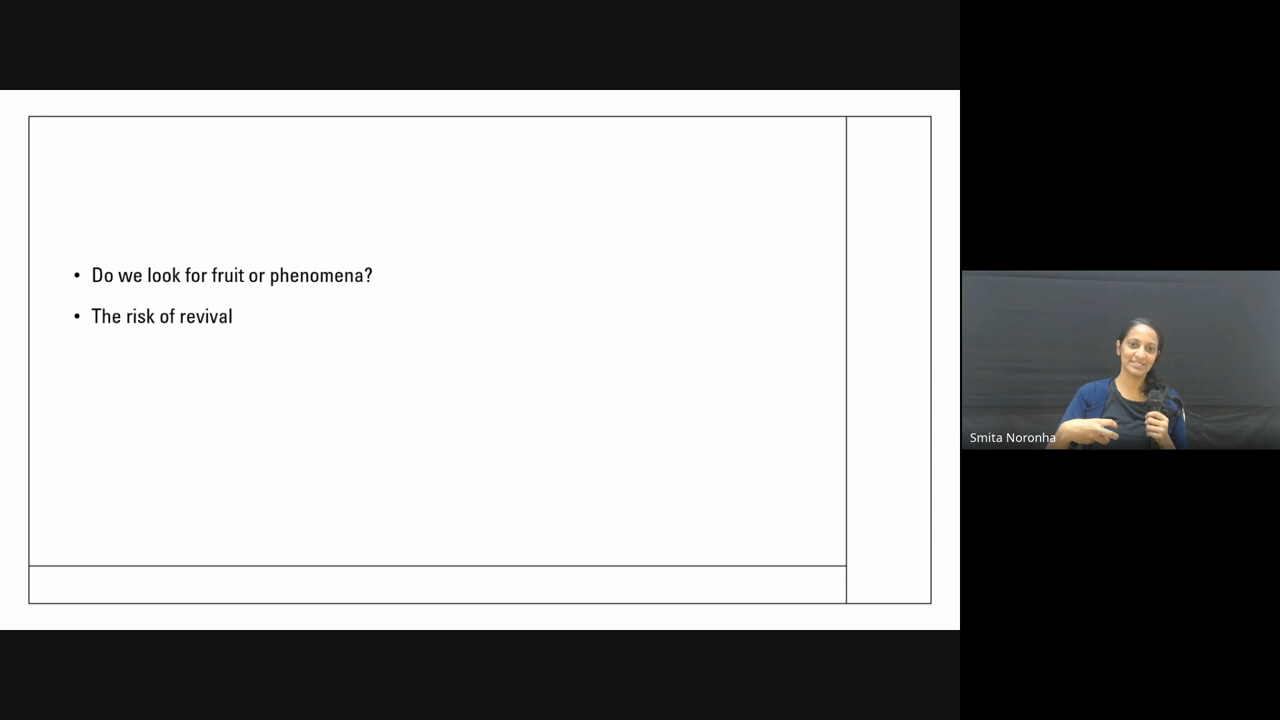 • Do we look for fruit or phenomena?
• The risk of revival
Smita Noronha